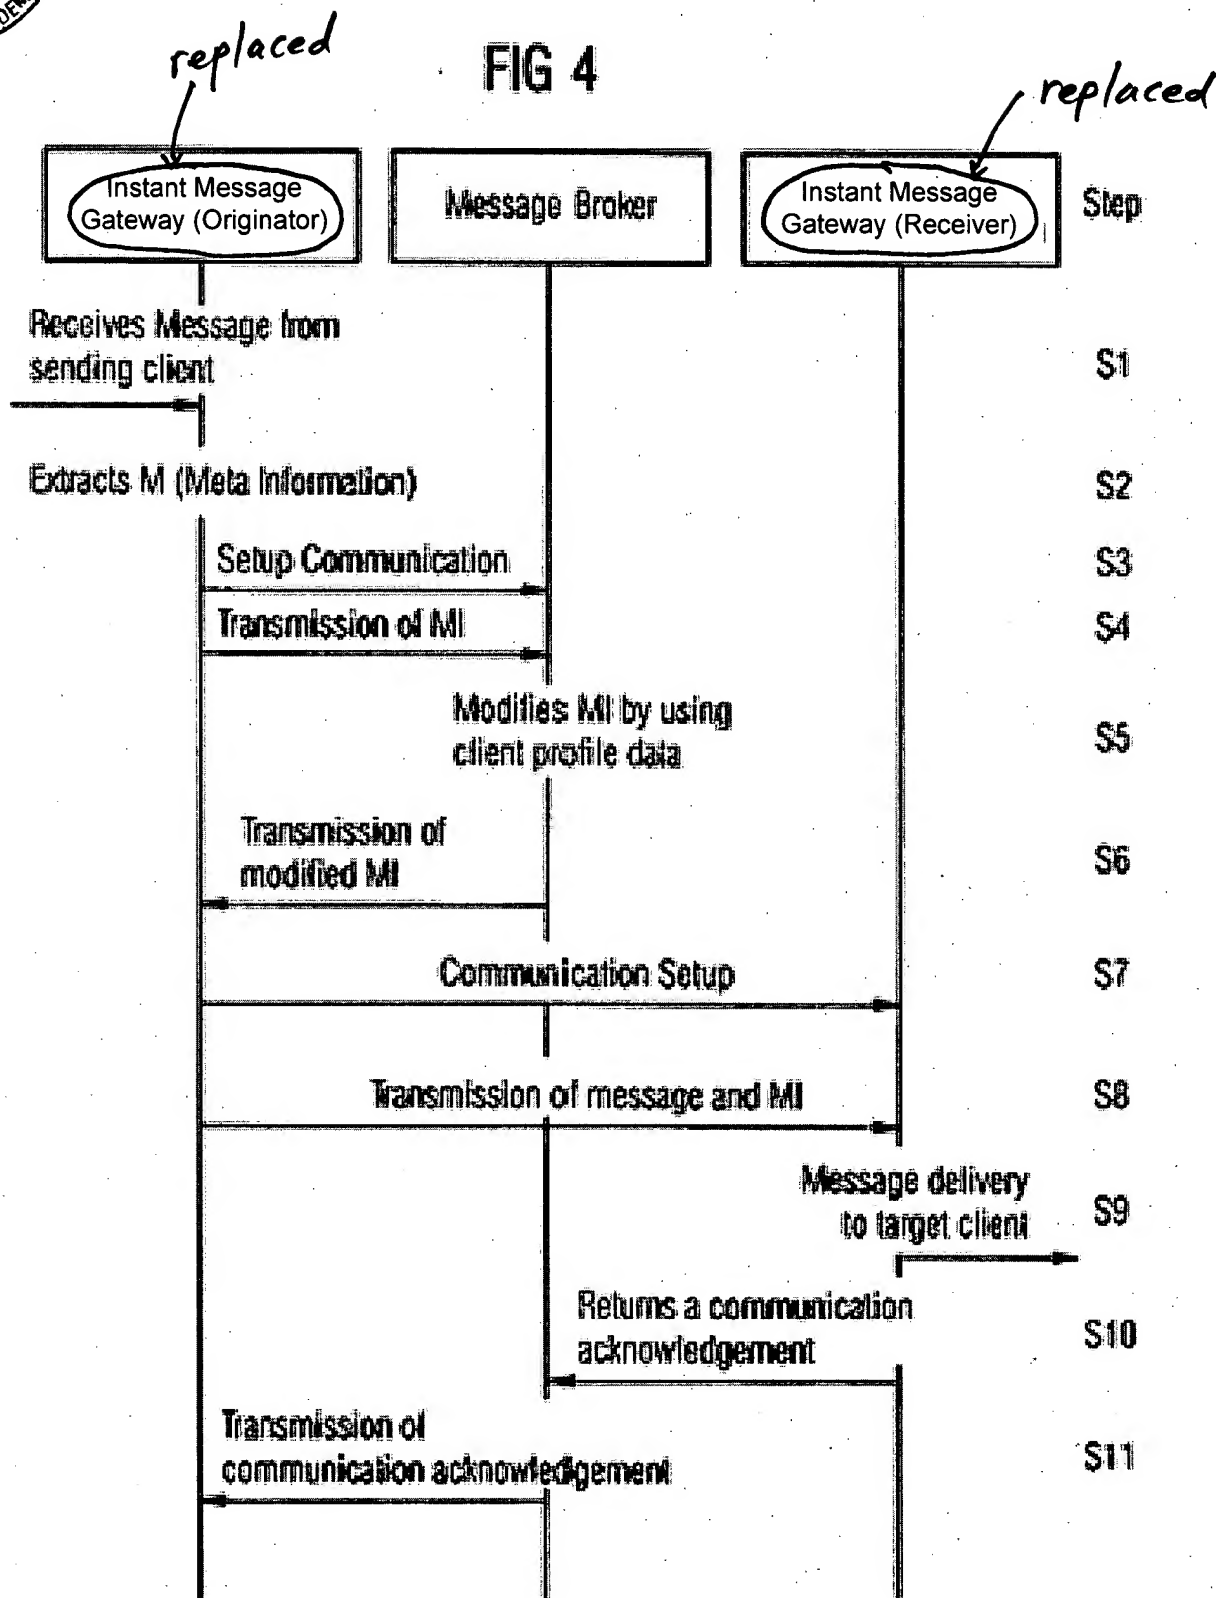 replaced
FIG 4
replaced
Instant Message
Gateway (Originator)
Message Broker
Instant Message
Gateway (Receiver)
Step
Receives Message from
sending client
S1
Extracts M (Meta Information)
S2
Setup Communication
S3
Transmission of MI
S4
Modifies MI by using
client profile data
S5
Transmission of
modified MI
S6
Communication Setup
S7
Transmission of message and MI
S8
Message delivery
to target client
S9
Returns a communication
acknowledgement
S10
Transmission of
communication acknowledgement
S11